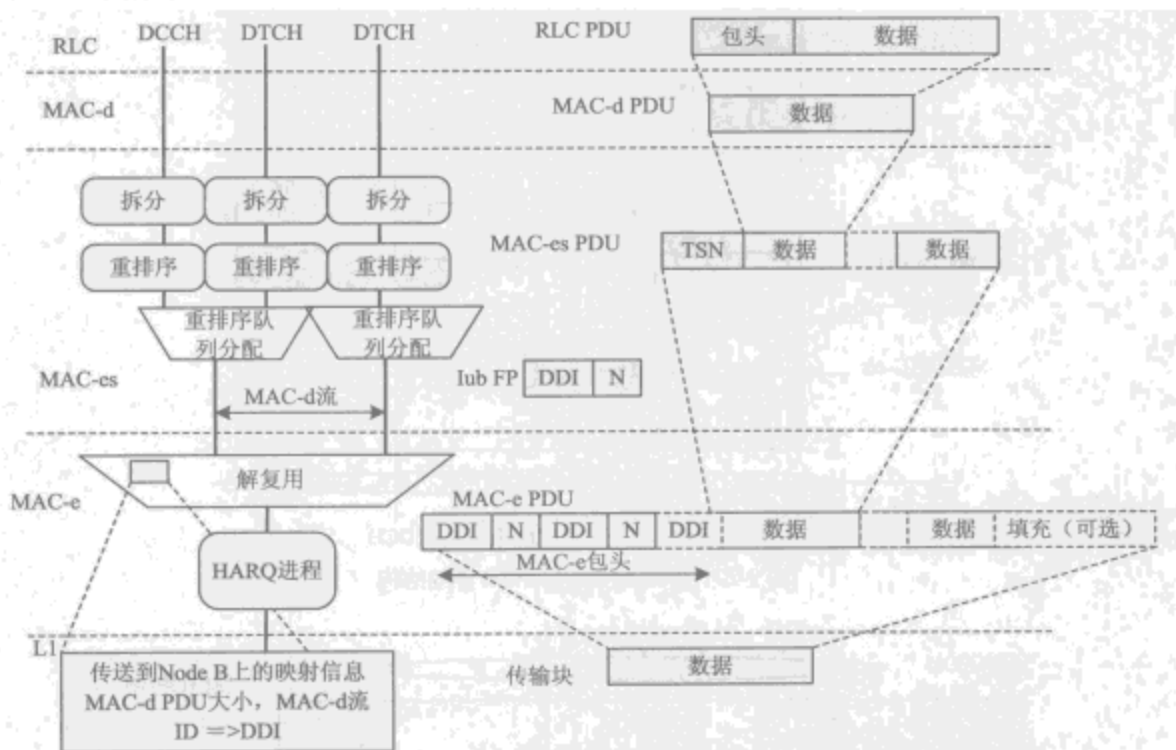 RLC DCCH DTCH DTCH RLC PDU 包头 数据
MAC-d MAC-d PDU 数据
拆分 拆分 拆分
MAC-es PDU TSN 数据 数据
重排序 重排序 重排序
重排序队 重排序队
列分配 列分配
MAC-es Iub FP DDI N
MAC-d流
解复用
MAC-e MAC-e PDU
DDI N DDI N DDI 数据 数据 填充（可选）
MAC-e包头
HARQ进程
L1
传送到Node B上的映射信息
MAC-d PDU大小，MAC-d流
ID =>DDI
传输块 数据